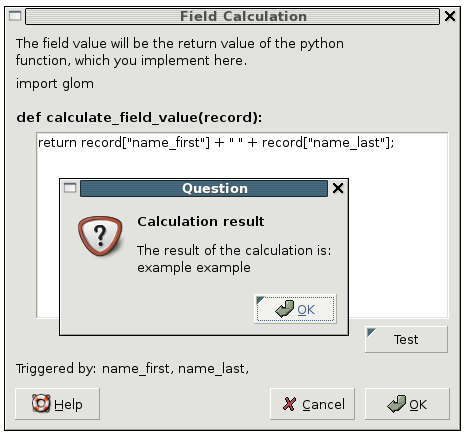 Field Calculation
The field value will be the return value of the python
function, which you implement here.
import glom
def calculate_field_value(record):
return record["name_first"] + " " + record["name_last"];
Question
Calculation result
The result of the calculation is:
example example
OK
Test
Triggered by: name_first, name_last,
Help
Cancel
OK